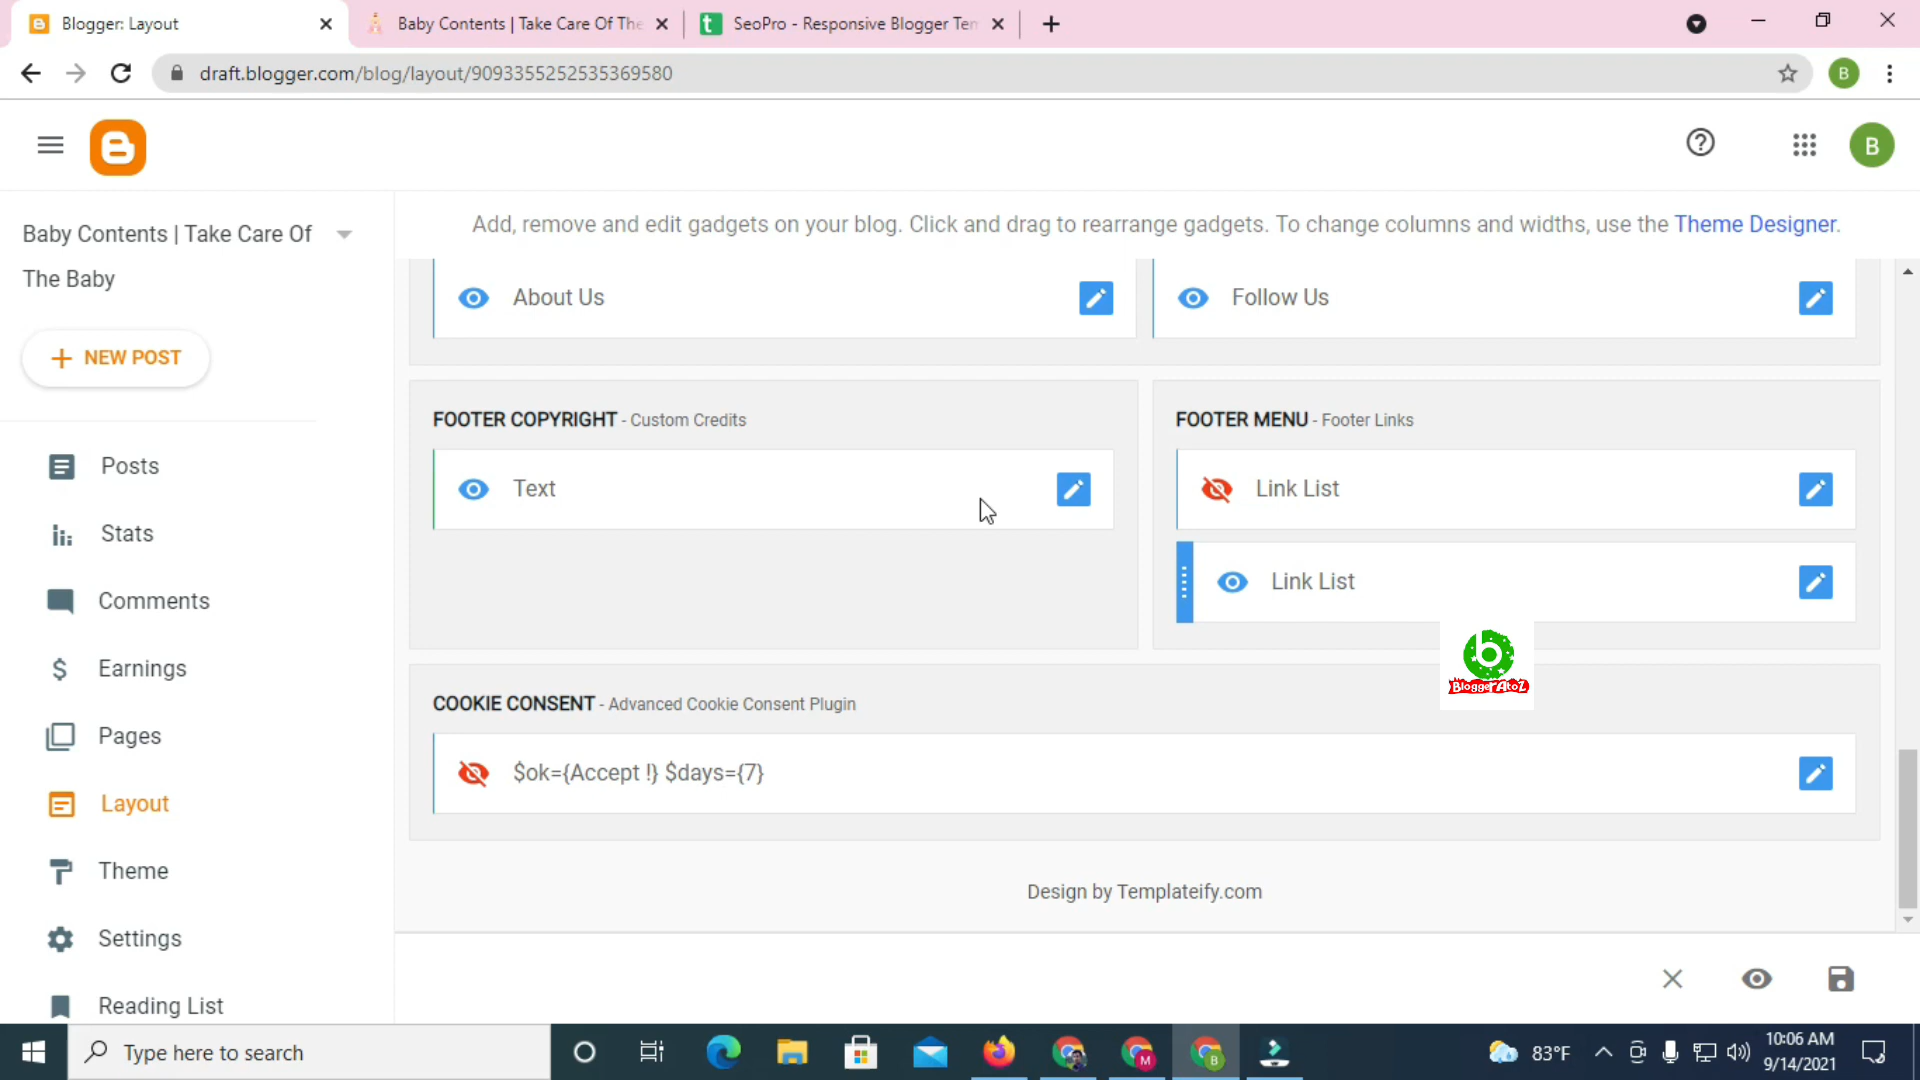 Blogger: Layout
Baby Contents | Take Care Of The
SeoPro - Responsive Blogger Ten
draft.blogger.com/blog/layout/9093355252535369580
B
B
Baby Contents | Take Care Of
The Baby
Add, remove and edit gadgets on your blog. Click and drag to rearrange gadgets. To change columns and widths, use the Theme Designer.
NEW POST
Posts
Stats
Comments
Earnings
Pages
Layout
Theme
Settings
Reading List
About Us
Follow Us
FOOTER COPYRIGHT - Custom Credits
Text
FOOTER MENU - Footer Links
Link List
Link List
b
BloggerAtoZ
COOKIE CONSENT - Advanced Cookie Consent Plugin
$ok={Accept !} $days={7}
Design by Templateify.com
Type here to search
M
B
83°F
10:06 AM
9/14/2021